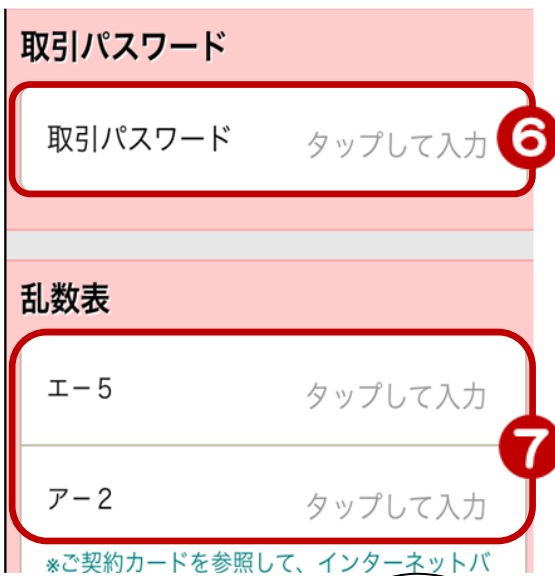 取引パスワード
取引パスワード タップして入力 6
乱数表
エー5 タップして入力
7
アー2 タップして入力
※ご契約カードを参照して、インターネットバ